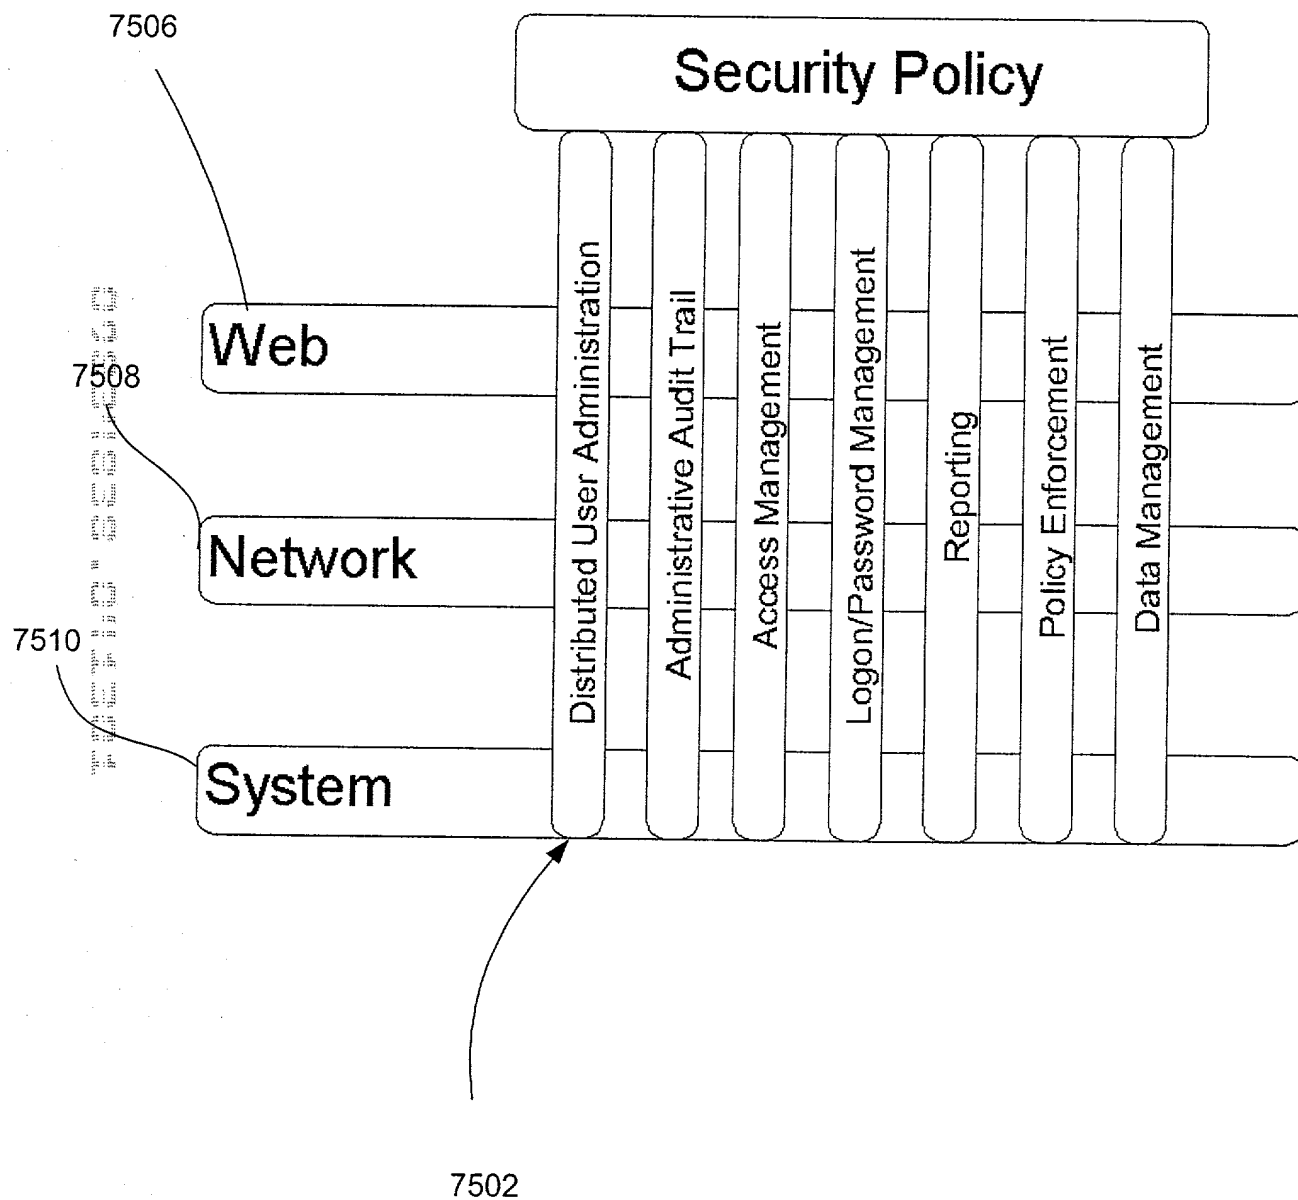 7506
Security Policy
Web
7508
Network
7510
System
Distributed User Administration
Administrative Audit Trail
Access Management
Logon/Password Management
Reporting
Policy Enforcement
Data Management
7502